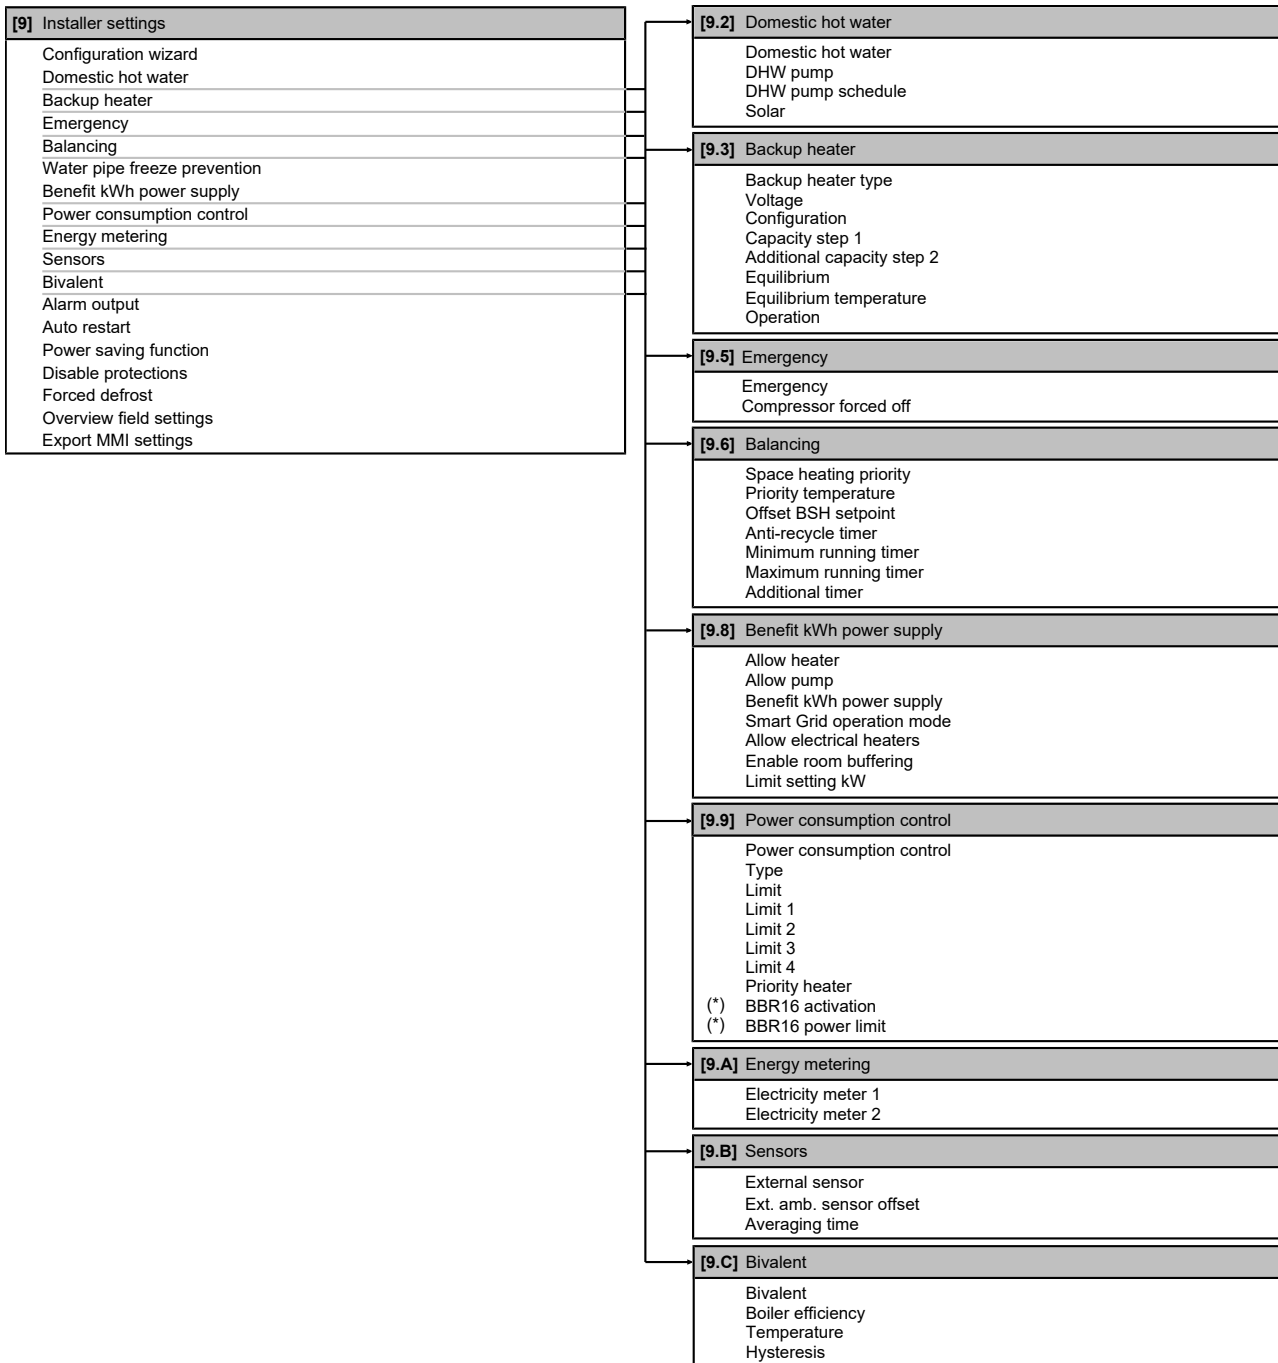 [9] Installer settings
Configuration wizard
Domestic hot water
Backup heater
Emergency
Balancing
Water pipe freeze prevention
Benefit kWh power supply
Power consumption control
Energy metering
Sensors
Bivalent
Alarm output
Auto restart
Power saving function
Disable protections
Forced defrost
Overview field settings
Export MMI settings
[9.2] Domestic hot water
Domestic hot water
DHW pump
DHW pump schedule
Solar
[9.3] Backup heater
Backup heater type
Voltage
Configuration
Capacity step 1
Additional capacity step 2
Equilibrium
Equilibrium temperature
Operation
[9.5] Emergency
Emergency
Compressor forced off
[9.6] Balancing
Space heating priority
Priority temperature
Offset BSH setpoint
Anti-recycle timer
Minimum running timer
Maximum running timer
Additional timer
[9.8] Benefit kWh power supply
Allow heater
Allow pump
Benefit kWh power supply
Smart Grid operation mode
Allow electrical heaters
Enable room buffering
Limit setting kW
[9.9] Power consumption control
Power consumption control
Type
Limit
Limit 1
Limit 2
Limit 3
Limit 4
Priority heater
(*) BBR16 activation
(*) BBR16 power limit
[9.A] Energy metering
Electricity meter 1
Electricity meter 2
[9.B] Sensors
External sensor
Ext. amb. sensor offset
Averaging time
[9.C] Bivalent
Bivalent
Boiler efficiency
Temperature
Hysteresis